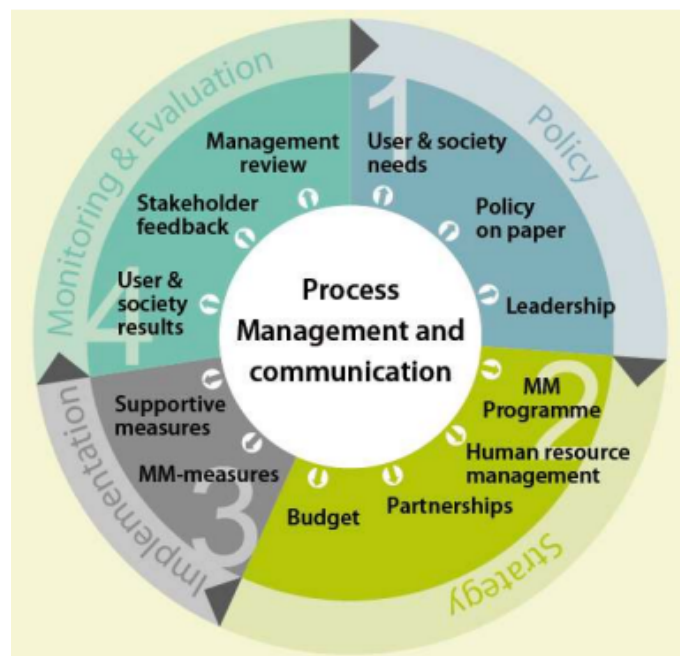 Process
Management and
communication
1
Policy
User & society
needs
Policy
on paper
Leadership
2
Strategy
MM
Programme
Human resource
management
Partnerships
Budget
3
Implementation
MM-measures
Supportive
measures
4
Monitoring & Evaluation
User &
society
results
Stakeholder
feedback
Management
review